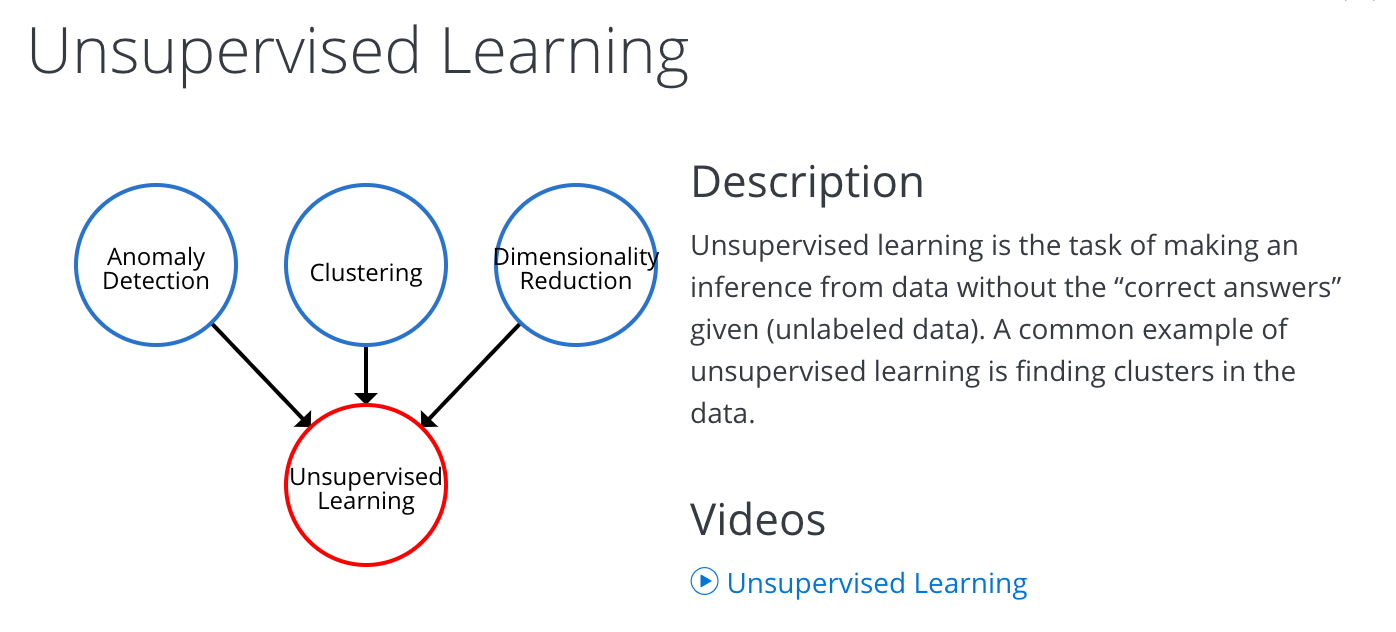 Unsupervised Learning
Anomaly
Detection
Clustering
Dimensionality
Reduction
Unsupervised
Learning
Description
Unsupervised learning is the task of making an
inference from data without the “correct answers”
given (unlabeled data). A common example of
unsupervised learning is finding clusters in the
data.
Videos
Unsupervised Learning